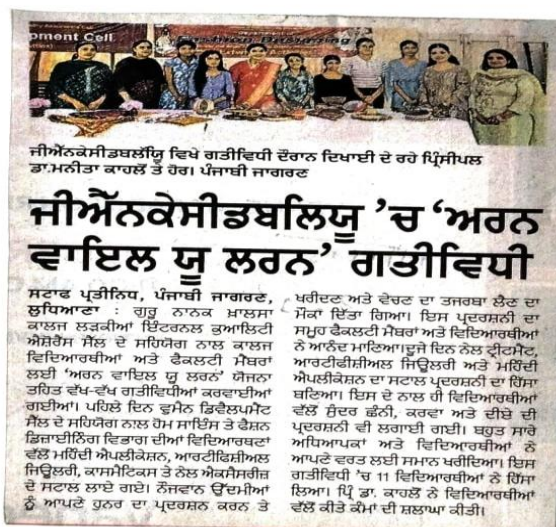 opment Cell
ਜੀਐੱਨਕੇਸੀਡਬਲੱਯੂ ਵਿਖੇ ਗਤੀਵਿਧੀ ਦੌਰਾਨ ਦਿਖਾਈ ਦੇ ਰਹੇ ਪ੍ਰਿੰਸੀਪਲ
ਡਾ.ਮਨੀਤਾ ਕਾਹਲੋਂ ਤੇ ਹੋਰ। ਪੰਜਾਬੀ ਜਾਗਰਣ
ਜੀਐੱਨਕੇਸੀਡਬਲਿਯੂ ’ਚ ‘ਅਰਨ
ਵਾਇਲ ਯੂ ਲਰਨ’ ਗਤੀਵਿਧੀ
ਸਟਾਫ ਪ੍ਰਤੀਨਿਧ, ਪੰਜਾਬੀ ਜਾਗਰਣ,
ਲੁਧਿਆਣਾ : ਗੁਰੂ ਨਾਨਕ ਖ਼ਾਲਸਾ
ਕਾਲਜ ਲੜਕੀਆਂ ਇੰਟਰਨਲ ਕੁਆਲਿਟੀ
ਐਸ਼ੋਰੈਂਸ ਸੈੱਲ ਦੇ ਸਹਿਯੋਗ ਨਾਲ ਕਾਲਜ
ਵਿਦਿਆਰਥੀਆਂ ਅਤੇ ਫੈਕਲਟੀ ਮੈਂਬਰਾਂ
ਲਈ ‘ਅਰਨ ਵਾਇਲ ਯੂ ਲਰਨ’ ਯੋਜਨਾ
ਤਹਿਤ ਵੱਖ-ਵੱਖ ਗਤੀਵਿਧੀਆਂ ਕਰਵਾਈਆਂ
ਗਈਆਂ। ਪਹਿਲੇ ਦਿਨ ਵੂਮੈਨ ਡਿਵੈਲਪਮੈਂਟ
ਸੈੱਲ ਦੇ ਸਹਿਯੋਗ ਨਾਲ ਹੋਮ ਸਾਇੰਸ ਤੇ ਫੈਸ਼ਨ
ਡਿਜ਼ਾਈਨਿੰਗ ਵਿਭਾਗ ਦੀਆਂ ਵਿਦਿਆਰਥਣਾਂ
ਵੱਲੋਂ ਮਹਿੰਦੀ ਐਪਲੀਕੇਸ਼ਨ, ਆਰਟੀਫੀਸ਼ੀਅਲ
ਜਿਊਲਰੀ, ਕਾਸਮੈਟਿਕਸ ਤੇ ਨੇਲ ਐਕਸੈਸਰੀਜ਼
ਦੇ ਸਟਾਲ ਲਾਏ ਗਏ। ਨੌਜਵਾਨ ਉੱਦਮੀਆਂ
ਨੂੰ ਆਪਣੇ ਹੁਨਰ ਦਾ ਪ੍ਰਦਰਸ਼ਨ ਕਰਨ ਤੇ
ਖਰੀਦਣ ਅਤੇ ਵੇਚਣ ਦਾ ਤਜਰਬਾ ਲੈਣ ਦਾ
ਮੌਕਾ ਦਿੱਤਾ ਗਿਆ। ਇਸ ਪ੍ਰਦਰਸ਼ਨੀ ਦਾ
ਸਮੂਹ ਫੈਕਲਟੀ ਮੈਂਬਰਾਂ ਅਤੇ ਵਿਦਿਆਰਥੀਆਂ
ਨੇ ਆਨੰਦ ਮਾਣਿਆ।ਦੂਜੇ ਦਿਨ ਨੇਲ ਟ੍ਰੀਟਮੈਂਟ,
ਆਰਟੀਫੀਸ਼ੀਅਲ ਜਿਊਲਰੀ ਅਤੇ ਮਹਿੰਦੀ
ਐਪਲੀਕੇਸ਼ਨ ਦਾ ਸਟਾਲ ਪ੍ਰਦਰਸ਼ਨੀ ਦਾ ਹਿੱਸਾ
ਬਣਿਆ। ਇਸ ਦੇ ਨਾਲ ਹੀ ਵਿਦਿਆਰਥੀਆਂ
ਵੱਲੋਂ ਸੁੰਦਰ ਛੰਨੀ, ਕਰਵਾ ਅਤੇ ਦੀਵੇ ਦੀ
ਪ੍ਰਦਰਸ਼ਨੀ ਵੀ ਲਗਾਈ ਗਈ। ਬਹੁਤ ਸਾਰੇ
ਅਧਿਆਪਕਾਂ ਅਤੇ ਵਿਦਿਆਰਥੀਆਂ ਨੇ
ਆਪਣੇ ਵਰਤ ਲਈ ਸਮਾਨ ਖਰੀਦਿਆ। ਇਸ
ਗਤੀਵਿਧੀ ’ਚ 11 ਵਿਦਿਆਰਥੀਆਂ ਨੇ ਹਿੱਸਾ
ਲਿਆ। ਪ੍ਰਿੰ ਡਾ. ਕਾਹਲੋਂ ਨੇ ਵਿਦਿਆਰਥੀਆਂ
ਵੱਲੋਂ ਕੀਤੇ ਕੰਮਾਂ ਦੀ ਸ਼ਲਾਘਾ ਕੀਤੀ।